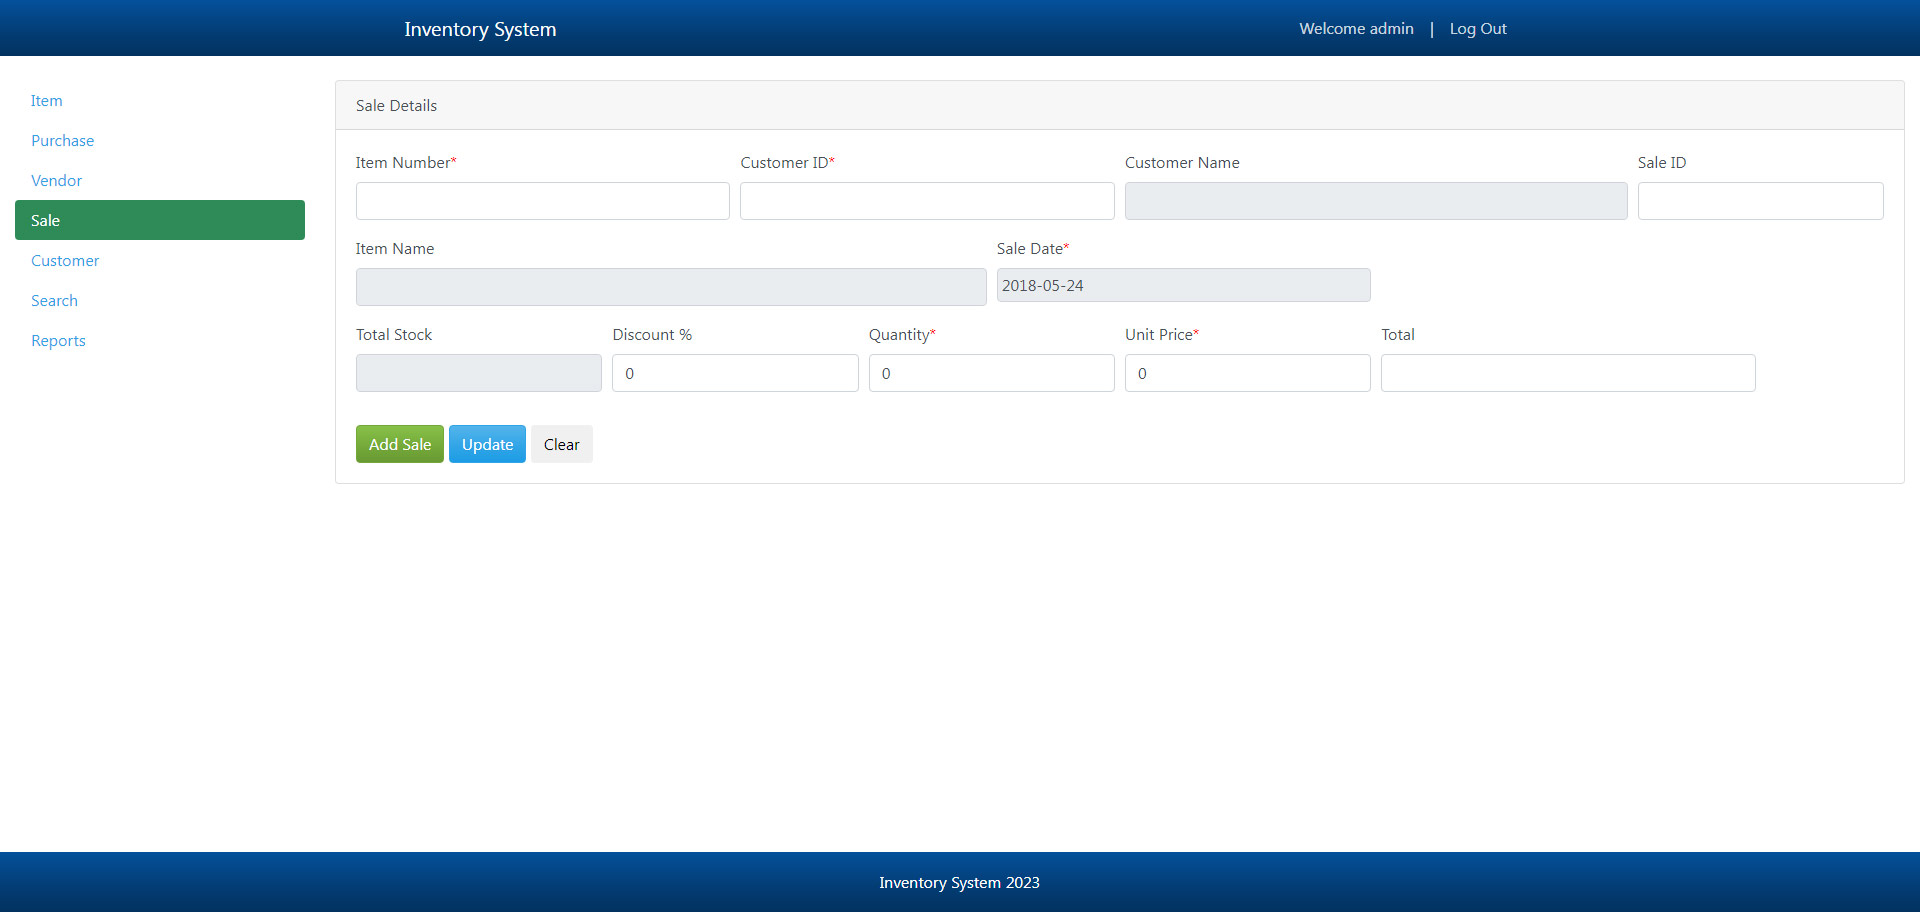 Inventory System
Welcome admin | Log Out
Item
Purchase
Vendor
Sale
Customer
Search
Reports
Sale Details
Item Number* Customer ID* Customer Name Sale ID
Item Name Sale Date*
2018-05-24
Total Stock Discount % Quantity* Unit Price* Total
0 0 0
Add Sale Update Clear
Inventory System 2023